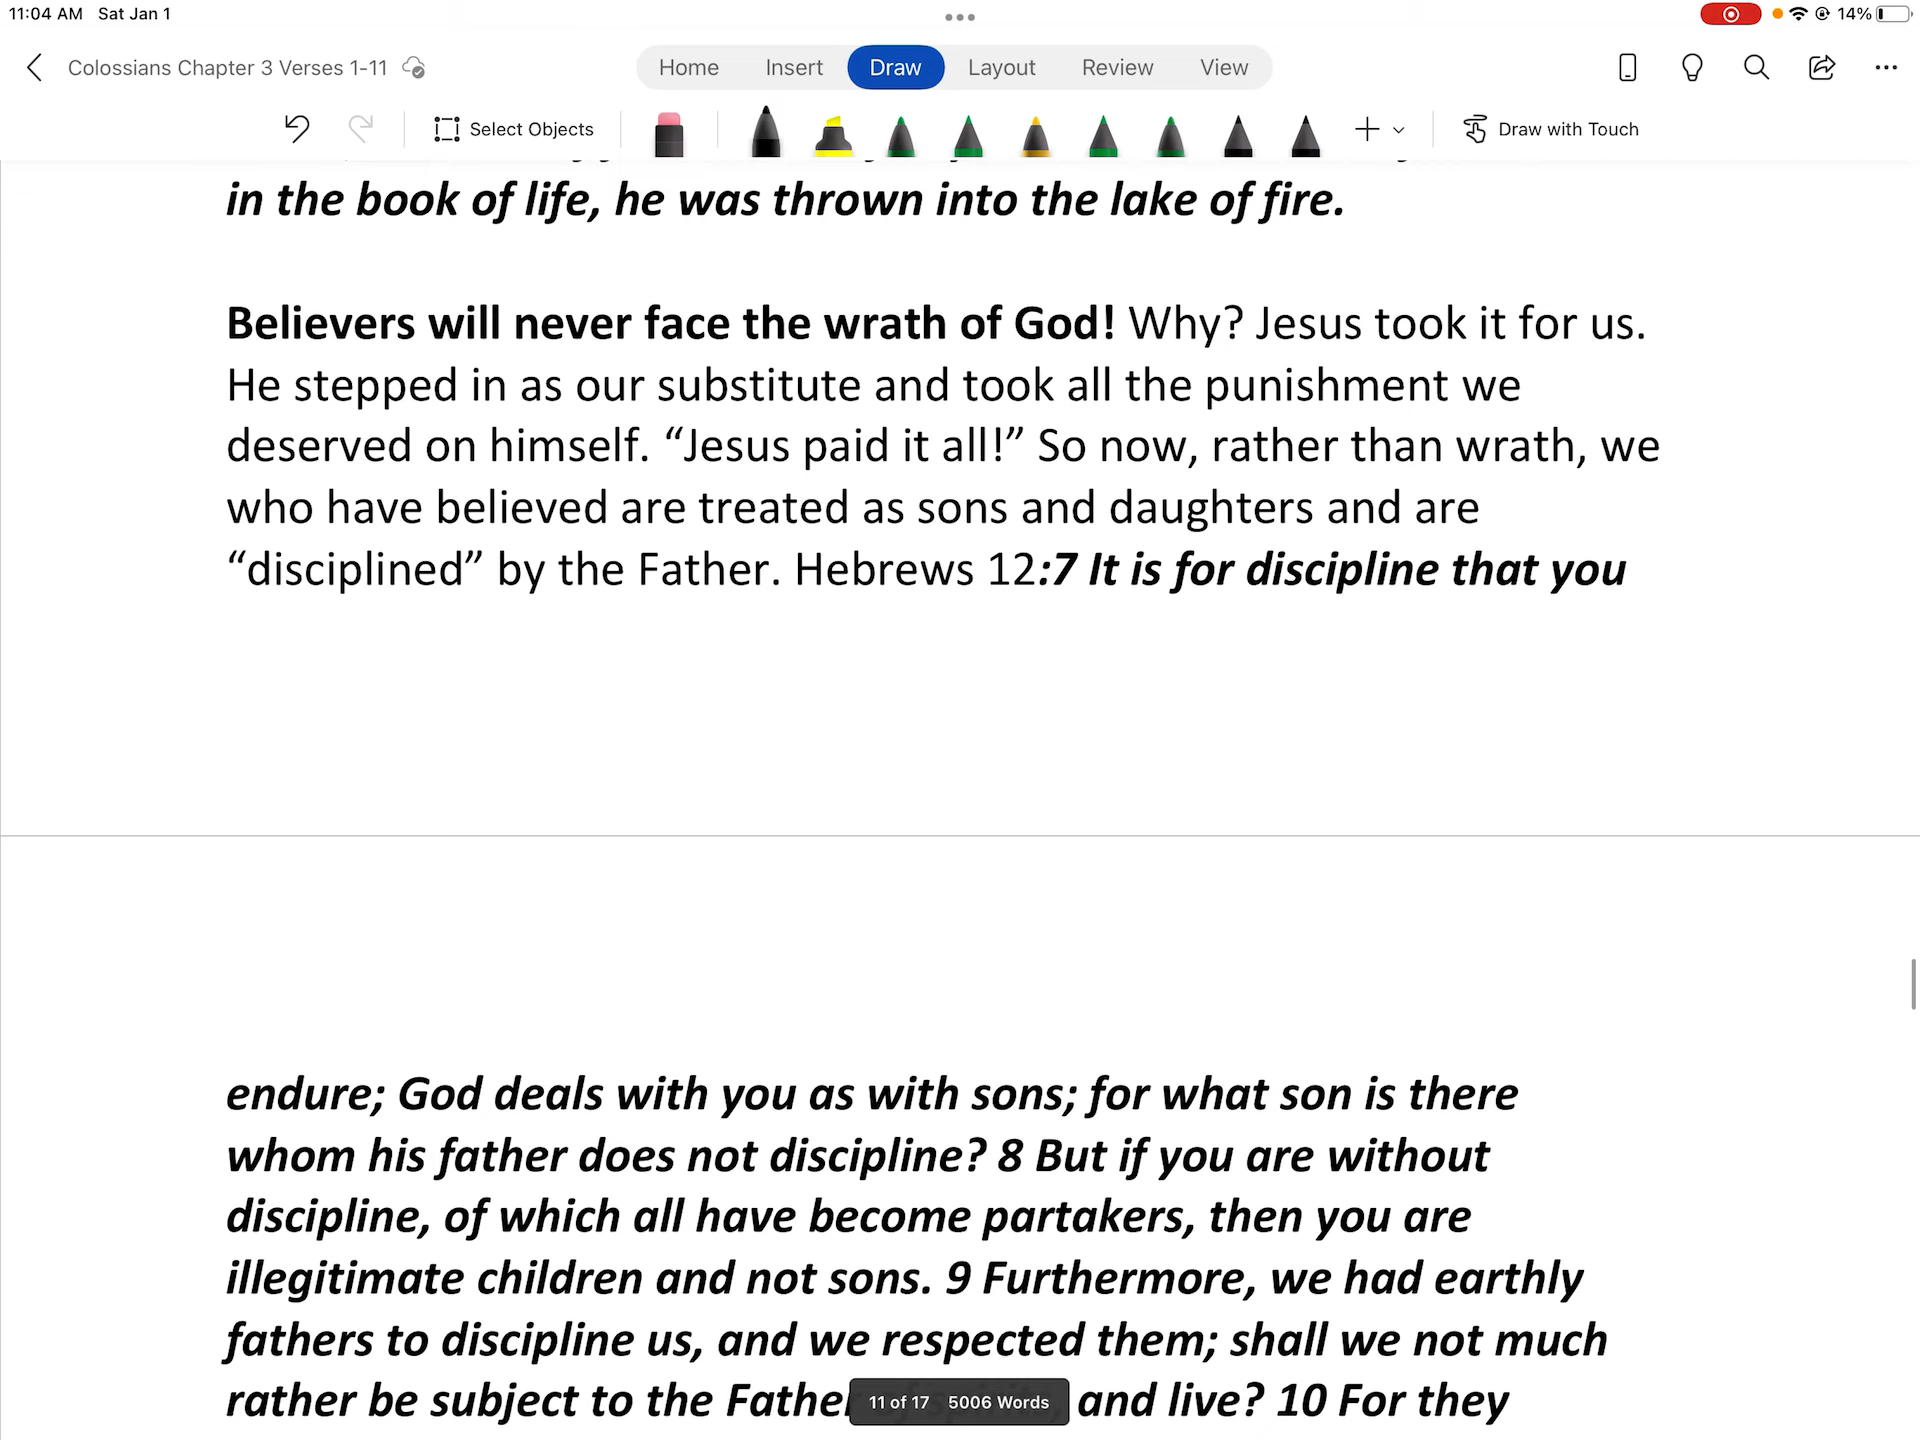 11:04 AM Sat Jan 1
14%
Colossians Chapter 3 Verses 1-11
Home Insert Draw Layout Review View
Select Objects
Draw with Touch
in the book of life, he was thrown into the lake of fire.
Believers will never face the wrath of God! Why? Jesus took it for us.
He stepped in as our substitute and took all the punishment we
deserved on himself. “Jesus paid it all!” So now, rather than wrath, we
who have believed are treated as sons and daughters and are
“disciplined” by the Father. Hebrews 12:7 It is for discipline that you
endure; God deals with you as with sons; for what son is there
whom his father does not discipline? 8 But if you are without
discipline, of which all have become partakers, then you are
illegitimate children and not sons. 9 Furthermore, we had earthly
fathers to discipline us, and we respected them; shall we not much
rather be subject to the Father and live? 10 For they
11 of 17 5006 Words